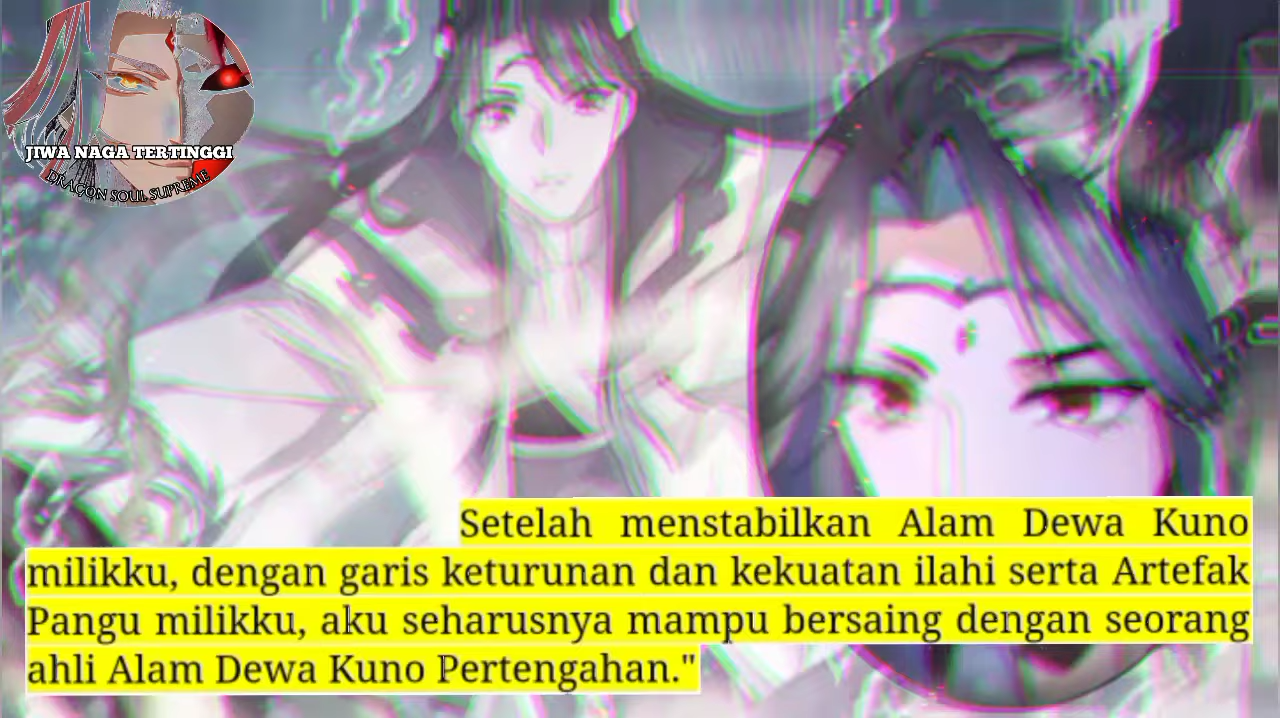 JIWA NAGA TERTINGGI
DRAGON SOUL SUPREME
Setelah menstabilkan Alam Dewa Kuno
milikku, dengan garis keturunan dan kekuatan ilahi serta Artefak
Pangu milikku, aku seharusnya mampu bersaing dengan seorang
ahli Alam Dewa Kuno Pertengahan."